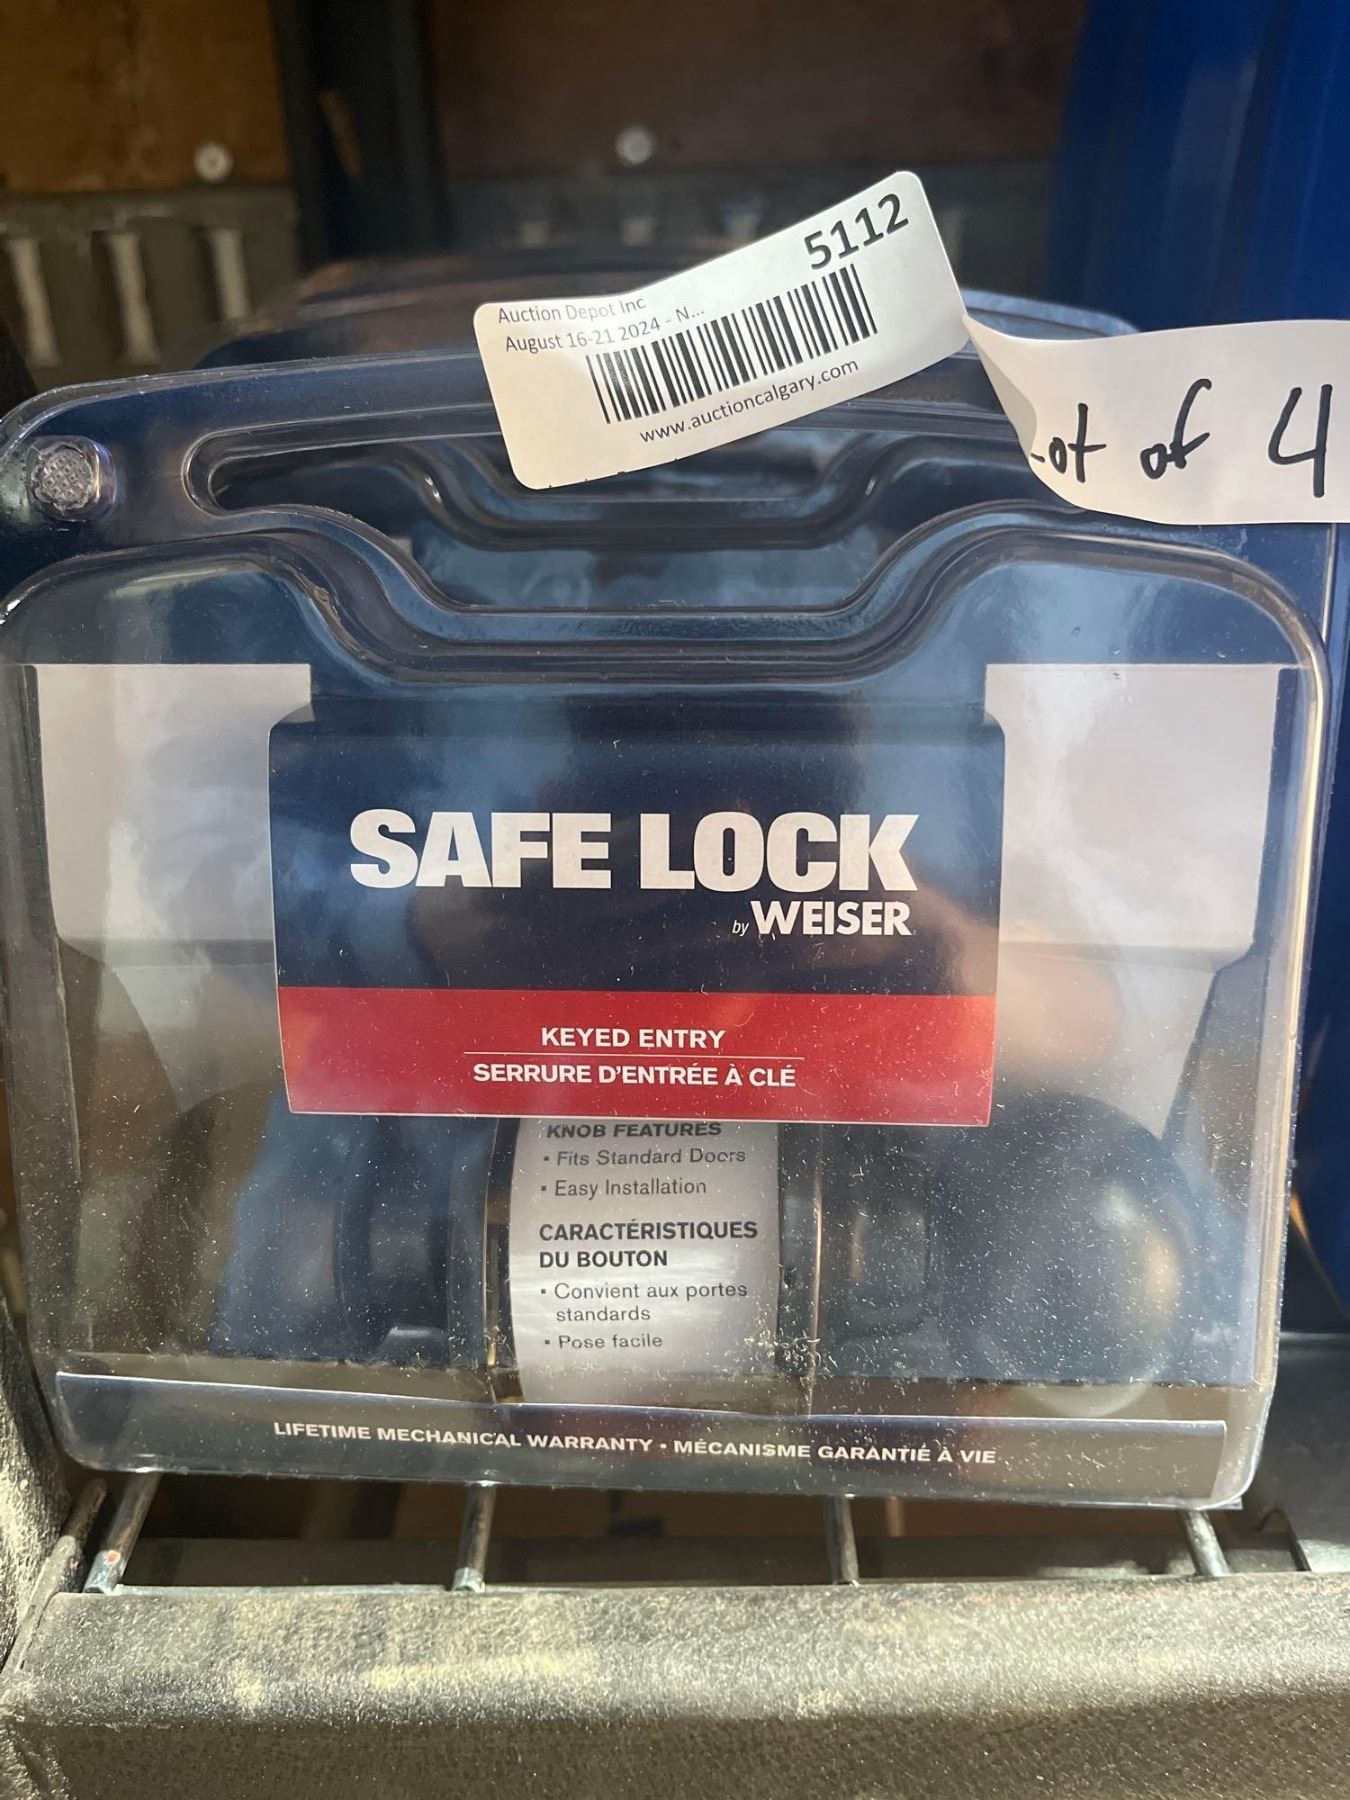 5112
Auction Depot Inc
August 16-21 2024 - N...
www.auctioncalgary.com
Lot of 4
SAFE LOCK
by WEISER
KEYED ENTRY
SERRURE D'ENTRÉE À CLÉ
KNOB FEATURES
• Fits Standard Doors
• Easy Installation
CARACTÉRISTIQUES
DU BOUTON
• Convient aux portes
standards
• Pose facile
LIFETIME MECHANICAL WARRANTY • MÉCANISME GARANTIE À VIE